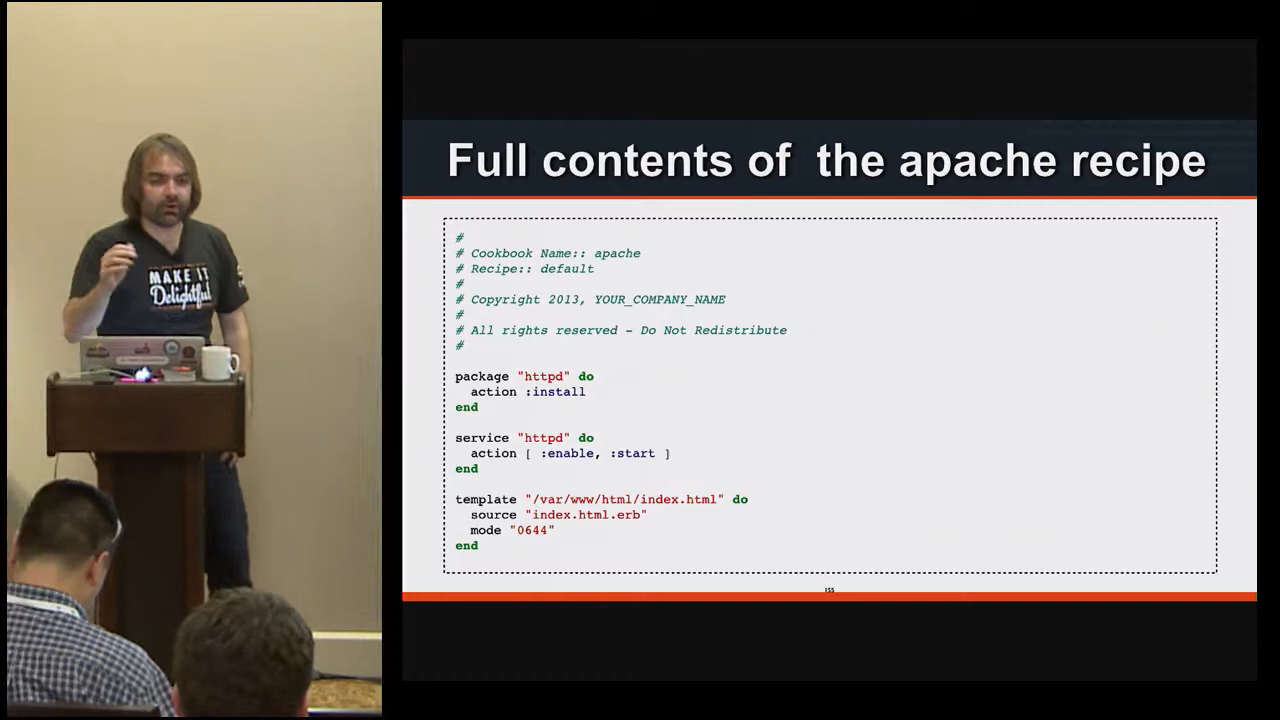 MAKE IT
Delightful
Full contents of  the apache recipe
#
# Cookbook Name:: apache
# Recipe:: default
#
# Copyright 2013, YOUR_COMPANY_NAME
#
# All rights reserved - Do Not Redistribute
#
package "httpd" do
  action :install
end
service "httpd" do
  action [ :enable, :start ]
end
template "/var/www/html/index.html" do
  source "index.html.erb"
  mode "0644"
end
155